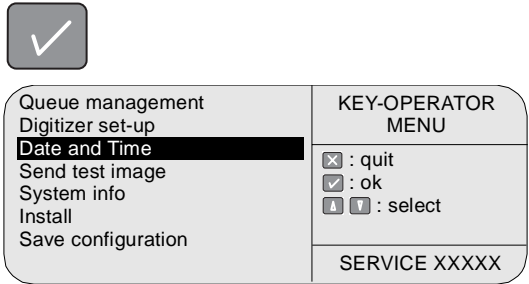 Queue management
Digitizer set-up
Date and Time
Send test image
System info
Install
Save configuration
KEY-OPERATOR
MENU
: quit
: ok
: select
SERVICE XXXXX